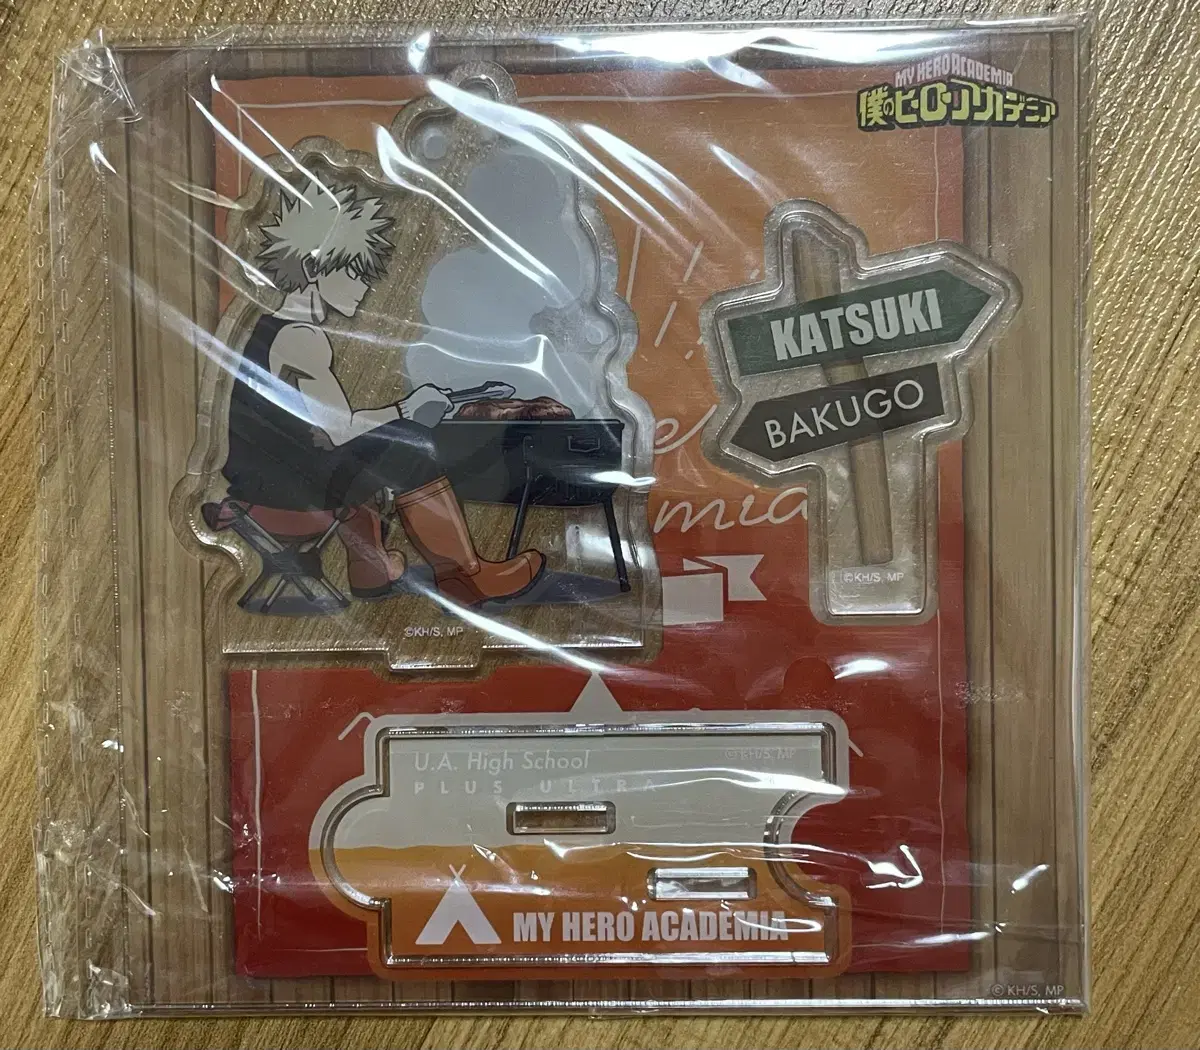 MY HERO ACADEMIA
僕のヒーローアカデミア
KATSUKI
BAKUGO
mia
©KH/S, MP
©KH/S, MP
U.A. High School
©KH/S, MP
PLUS ULTRA
MY HERO ACADEMIA
© KH/S, MP